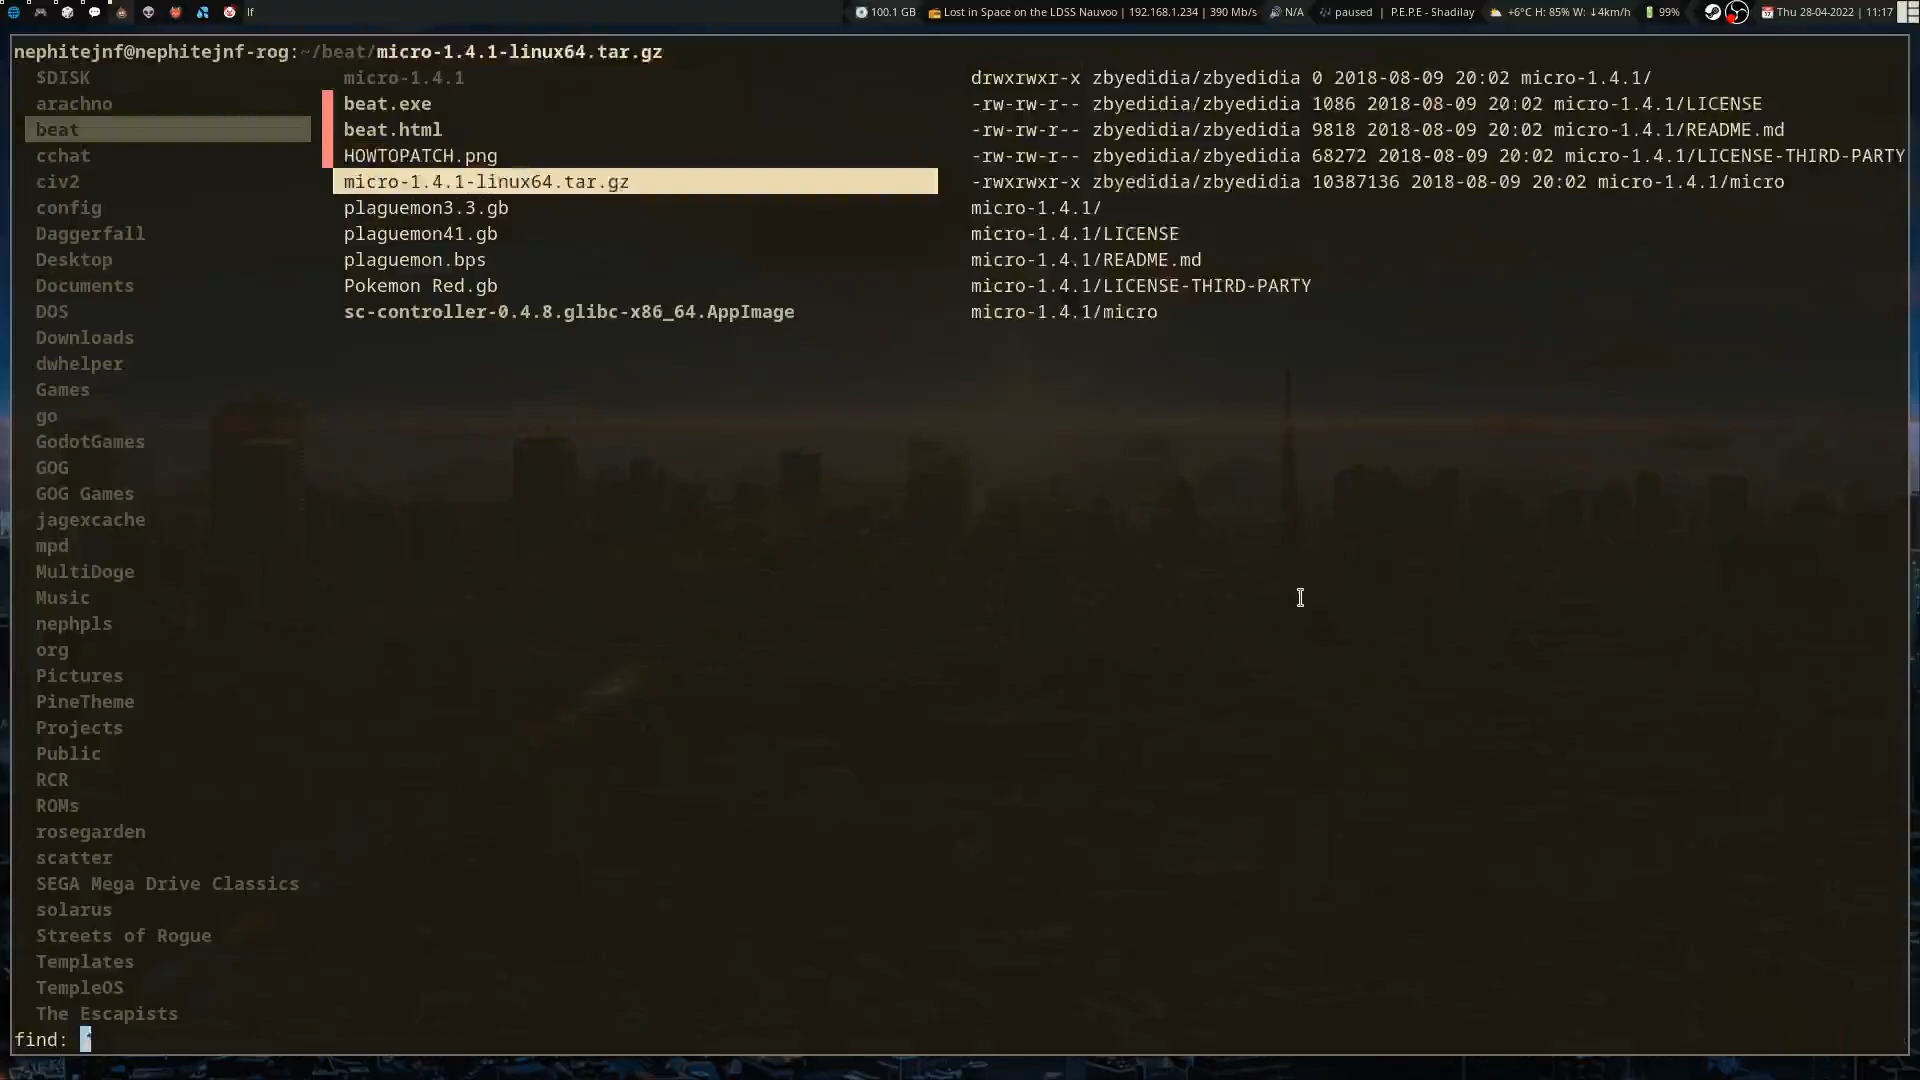 lf
100.1 GB
Lost in Space on the LDSS Nauvoo | 192.168.1.234 | 390 Mb/s
N/A
paused | P.E.P.E - Shadilay
+6°C H: 85% W: ↓4km/h
99%
Thu 28-04-2022 | 11:17
nephitejnf@nephitejnf-rog:~/beat/micro-1.4.1-linux64.tar.gz
$DISK
arachno
beat
cchat
civ2
config
Daggerfall
Desktop
Documents
DOS
Downloads
dwhelper
Games
go
GodotGames
GOG
GOG Games
jagexcache
mpd
MultiDoge
Music
nephpls
org
Pictures
PineTheme
Projects
Public
RCR
ROMs
rosegarden
scatter
SEGA Mega Drive Classics
solarus
Streets of Rogue
Templates
TempleOS
The Escapists
micro-1.4.1
beat.exe
beat.html
HOWTOPATCH.png
micro-1.4.1-linux64.tar.gz
plaguemon3.3.gb
plaguemon41.gb
plaguemon.bps
Pokemon Red.gb
sc-controller-0.4.8.glibc-x86_64.AppImage
drwxrwxr-x zbyedidia/zbyedidia 0 2018-08-09 20:02 micro-1.4.1/
-rw-rw-r-- zbyedidia/zbyedidia 1086 2018-08-09 20:02 micro-1.4.1/LICENSE
-rw-rw-r-- zbyedidia/zbyedidia 9818 2018-08-09 20:02 micro-1.4.1/README.md
-rw-rw-r-- zbyedidia/zbyedidia 68272 2018-08-09 20:02 micro-1.4.1/LICENSE-THIRD-PARTY
-rwxrwxr-x zbyedidia/zbyedidia 10387136 2018-08-09 20:02 micro-1.4.1/micro
micro-1.4.1/
micro-1.4.1/LICENSE
micro-1.4.1/README.md
micro-1.4.1/LICENSE-THIRD-PARTY
micro-1.4.1/micro
find: